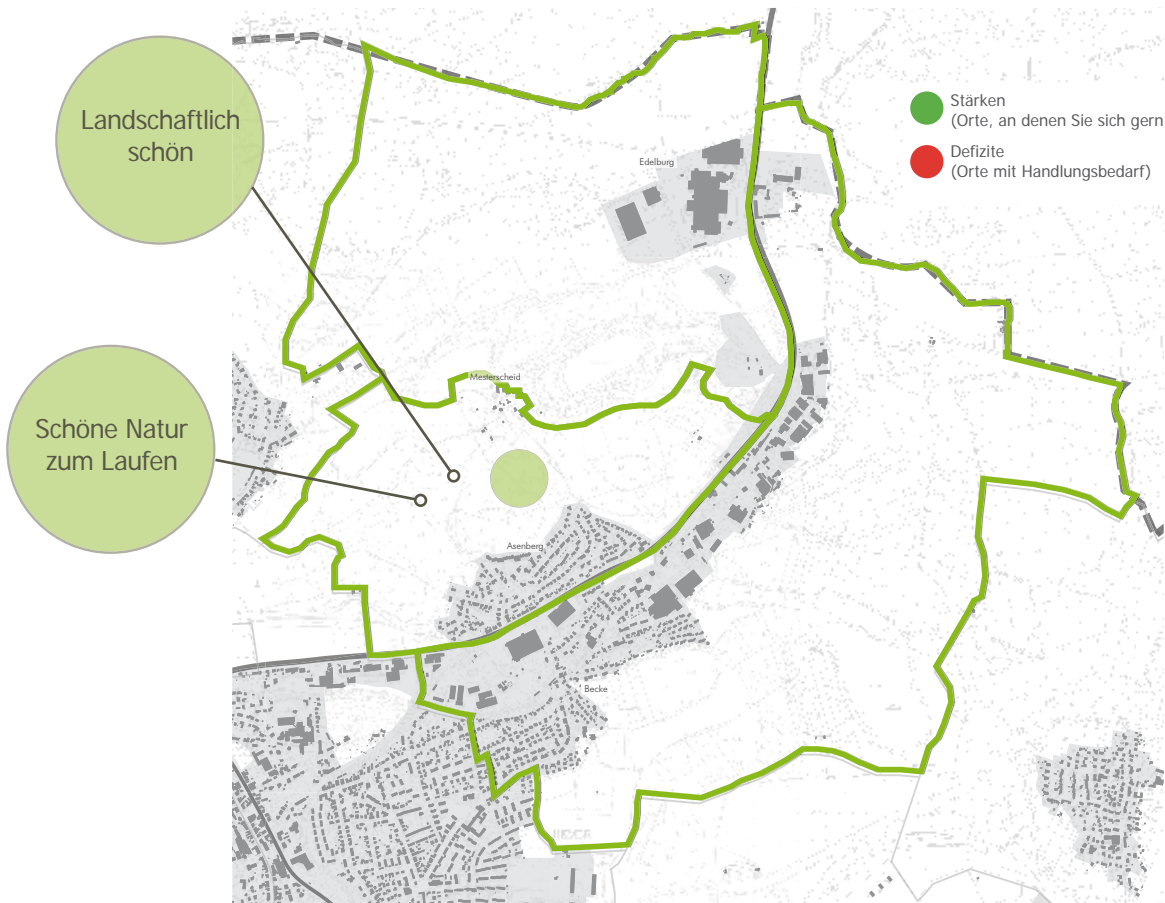 Landschaftlich
schön
Schöne Natur
zum Laufen
Stärken
(Orte, an denen Sie sich gern
Defizite
(Orte mit Handlungsbedarf)
Edelburg
Mesterscheid
Asenberg
Becke